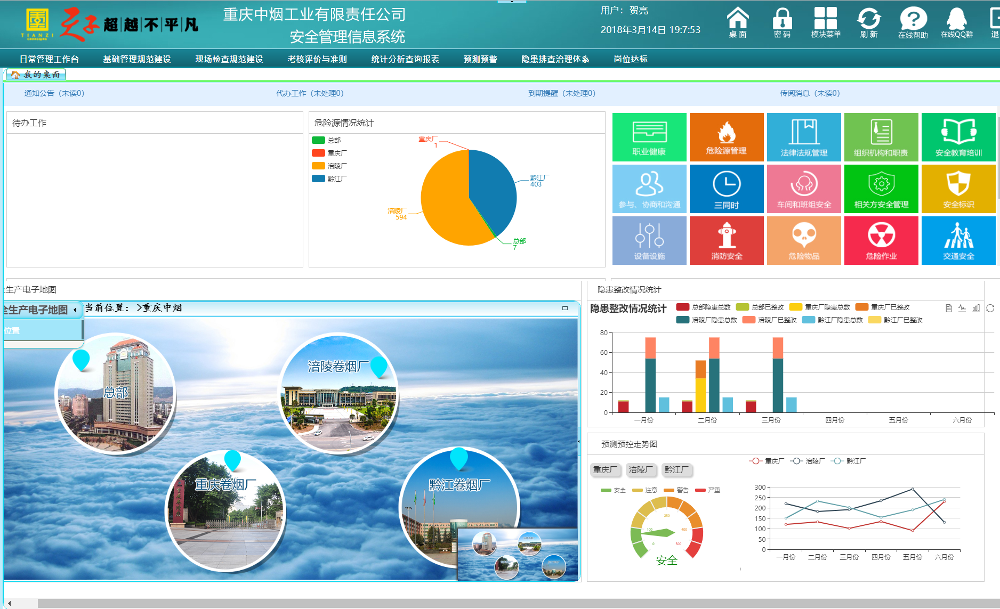 天子
超越不平凡
TIANZI
重庆中烟工业有限责任公司
安全管理信息系统
用户： 贺亮
2018年3月14日 19:7:53
桌 面
密 码
模块菜单
刷 新
在线帮助
在线QQ群
退
日常管理工作台
基础管理规范建设
现场检查规范建设
考核评价与准则
统计分析查询报表
预测预警
隐患排查治理体系
岗位达标
我的桌面
通知公告（未读0）
代办工作（未处理0）
到期提醒（未处理0）
传阅消息（未读0）
待办工作
危险源情况统计
总部
重庆厂
涪陵厂
黔江厂
重庆厂
1
黔江厂
403
涪陵厂
594
总部
7
职业健康
危险源管理
法律法规管理
组织机构和职责
安全教育培训
参与、协商和沟通
三同时
车间和班组安全
相关方安全管理
安全标识
设备设施
消防安全
危险物品
危险作业
交通安全
全生产电子地图
全生产电子地图
当前位置： >重庆中烟
位置
总部
涪陵卷烟厂
重庆卷烟厂
黔江卷烟厂
隐患整改情况统计
隐患整改情况统计
总部隐患总数
总部已整改
重庆厂隐患总数
重庆厂已整改
涪陵厂隐患总数
涪陵厂已整改
黔江厂隐患总数
黔江厂已整改
80
60
40
20
0
一月份
二月份
三月份
四月份
五月份
六月份
预测预控走势图
重庆厂
涪陵厂
黔江厂
安全
注意
警告
严重
250
100
400
0
500
安全
重庆厂
涪陵厂
黔江厂
300
250
200
150
100
50
0
一月份
二月份
三月份
四月份
五月份
六月份